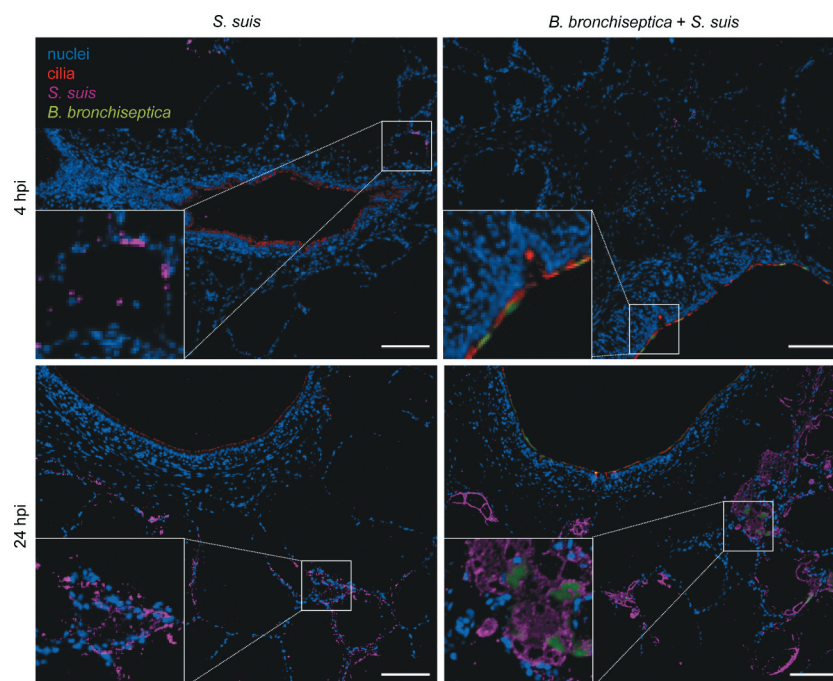 S. suis
B. bronchiseptica + S. suis
nuclei
cilia
S. suis
B. bronchiseptica
4 hpi
24 hpi